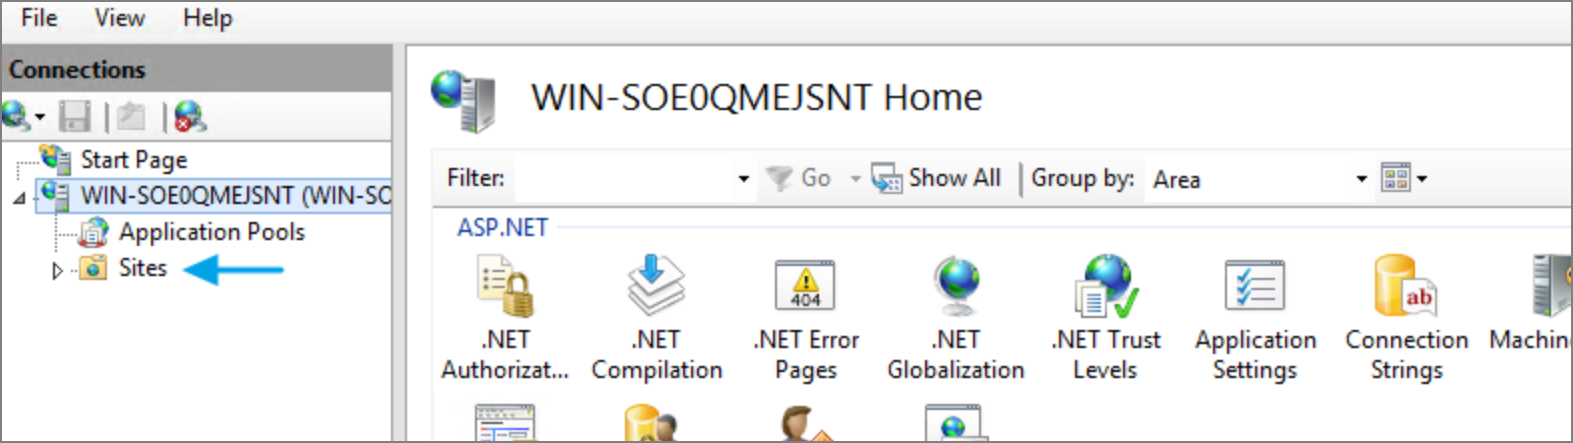 File View Help
Connections
Start Page
WIN-SOE0QMEJSNT (WIN-SO
Application Pools
Sites
WIN-SOE0QMEJSNT Home
Filter: Go Show All Group by: Area
ASP.NET
.NET Authorizat...
.NET Compilation
404
.NET Error Pages
.NET Globalization
.NET Trust Levels
Application Settings
ab
Connection Strings
Machin